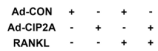 Ad-CON + - + -
Ad-CIP2A - + - +
RANKL - - + +